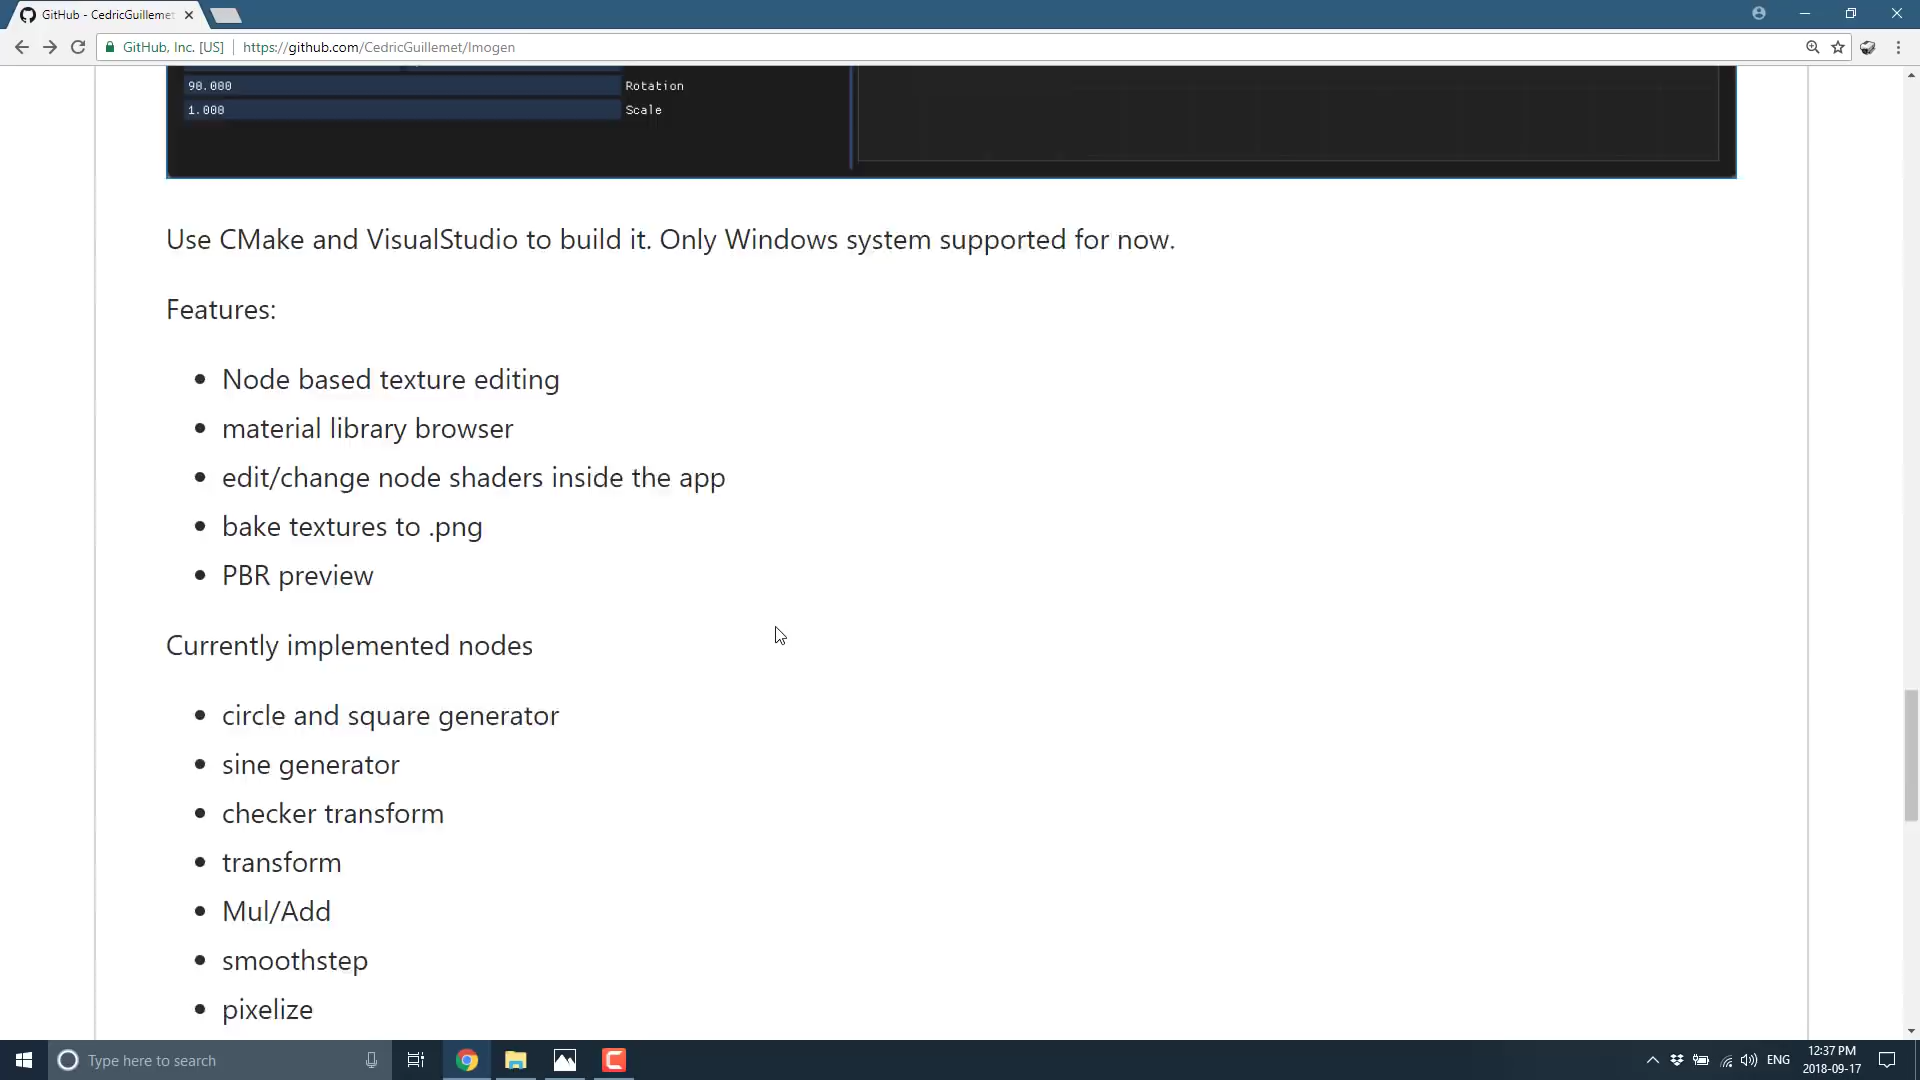 GitHub - CedricGuillemet
GitHub, Inc. [US] https://github.com/CedricGuillemet/Imogen
90.000 Rotation
1.000 Scale
Use CMake and VisualStudio to build it. Only Windows system supported for now.
Features:
Node based texture editing
material library browser
edit/change node shaders inside the app
bake textures to .png
PBR preview
Currently implemented nodes
circle and square generator
sine generator
checker transform
transform
Mul/Add
smoothstep
pixelize
Type here to search
ENG
12:37 PM
2018-09-17